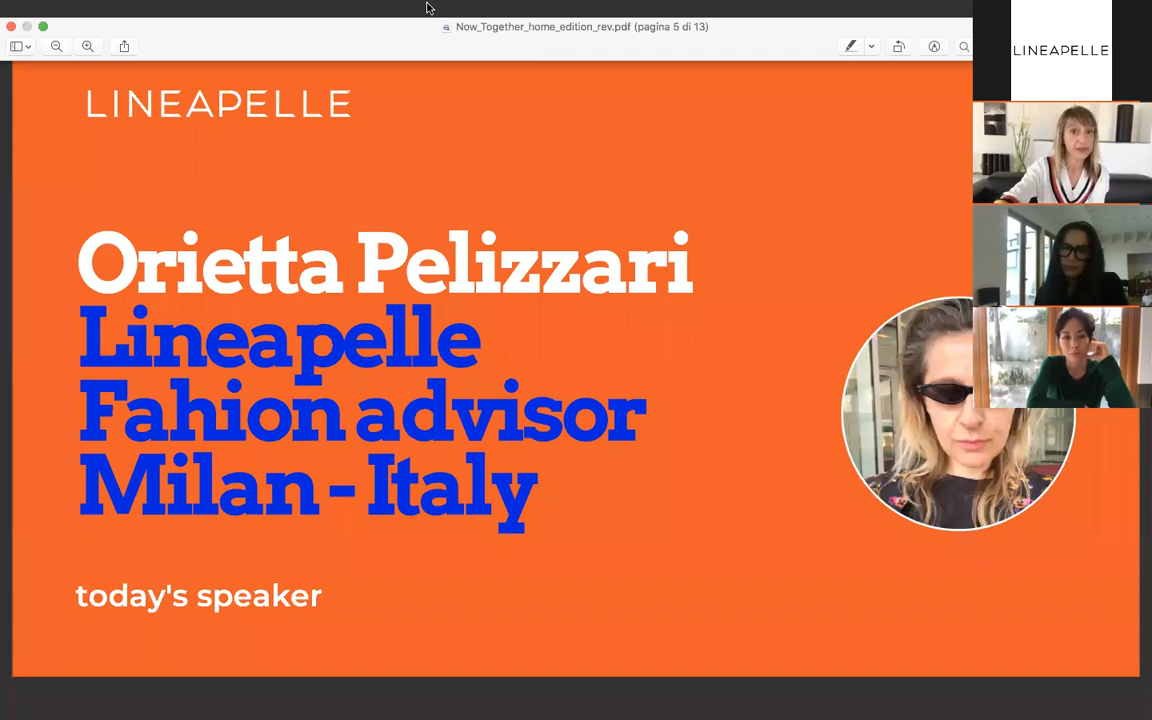 Now_Together_home_edition_rev.pdf (pagina 5 di 13)
LINEAPELLE
LINEAPELLE
Orietta Pelizzari
Lineapelle
Fahion advisor
Milan - Italy
today's speaker